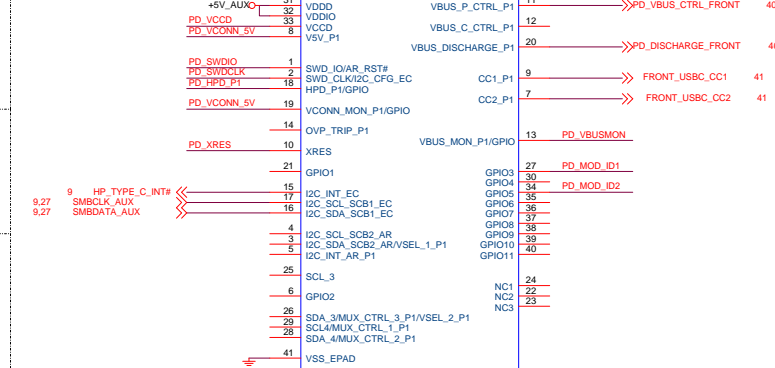 31 VDDD
+5V_AUX
32 VDDIO
PD_VCCD 33 VCCD
PD_VCONN_5V 8 V5V_P1
PD_SWDIO 1 SWD_IO/AR_RST#
PD_SWDCLK 2 SWD_CLK/I2C_CFG_EC
PD_HPD_P1 18 HPD_P1/GPIO
PD_VCONN_5V 19 VCONN_MON_P1/GPIO
14 OVP_TRIP_P1
PD_XRES 10 XRES
21 GPIO1
9 HP_TYPE_C_INT# 15 I2C_INT_EC
9,27 SMBCLK_AUX 17 I2C_SCL_SCB1_EC
9,27 SMBDATA_AUX 16 I2C_SDA_SCB1_EC
4 I2C_SCL_SCB2_AR
3 I2C_SDA_SCB2_AR/VSEL_1_P1
5 I2C_INT_AR_P1
25 SCL_3
6 GPIO2
26 SDA_3/MUX_CTRL_3_P1/VSEL_2_P1
29 SCL4/MUX_CTRL_1_P1
28 SDA_4/MUX_CTRL_2_P1
41 VSS_EPAD
VBUS_P_CTRL_P1 11 PD_VBUS_CTRL_FRONT 40
VBUS_C_CTRL_P1 12
VBUS_DISCHARGE_P1 20 PD_DISCHARGE_FRONT
CC1_P1 9 FRONT_USBC_CC1 41
CC2_P1 7 FRONT_USBC_CC2 41
VBUS_MON_P1/GPIO 13 PD_VBUSMON
GPIO3 27 PD_MOD_ID1
GPIO4 30
GPIO5 34 PD_MOD_ID2
GPIO6 35
GPIO7 36
GPIO8 37
GPIO9 38
GPIO10 39
GPIO11 40
NC1 24
NC2 22
NC3 23